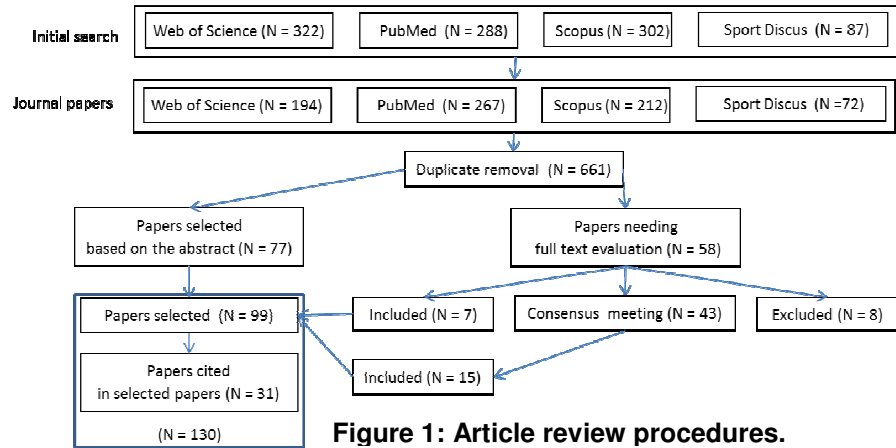 Initial search
Web of Science (N = 322)
PubMed (N = 288)
Scopus (N = 302)
Sport Discus (N = 87)
Journal papers
Web of Science (N = 194)
PubMed (N = 267)
Scopus (N = 212)
Sport Discus (N =72)
Duplicate removal (N = 661)
Papers selected
based on the abstract (N = 77)
Papers needing
full text evaluation (N = 58)
Papers selected (N = 99)
Included (N = 7)
Consensus meeting (N = 43)
Excluded (N = 8)
Papers cited
in selected papers (N = 31)
Included (N = 15)
(N = 130)
Figure 1: Article review procedures.